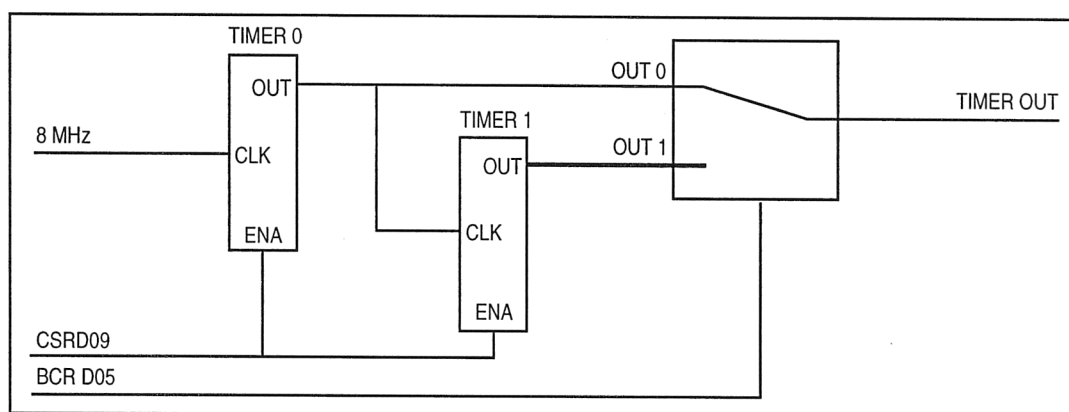 TIMER 0
OUT
OUT 0
TIMER OUT
TIMER 1
8 MHz
CLK
OUT
OUT 1
CLK
ENA
ENA
CSRD09
BCR D05